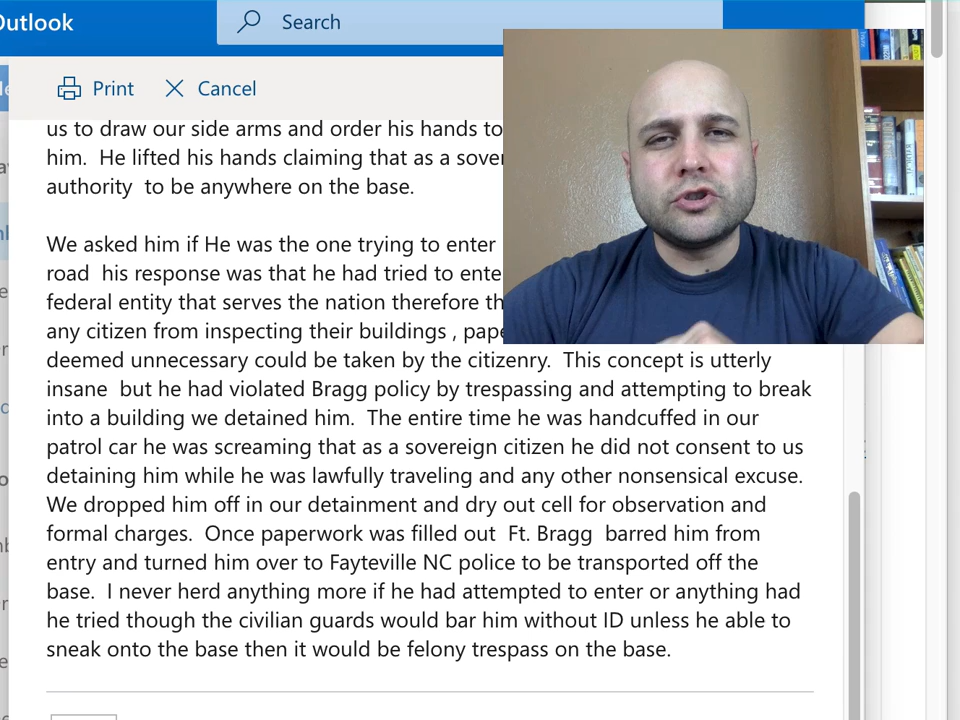 Outlook
Search
Print
Cancel
us to draw our side arms and order his hands to
him. He lifted his hands claiming that as a
authority to be anywhere on the base.
We asked him if He was the one trying to enter
road his response was that he had tried to
federal entity that serves the nation therefore
any citizen from inspecting their buildings ,
deemed unnecessary could be taken by the citizenry. This concept is utterly
insane but he had violated Bragg policy by trespassing and attempting to break
into a building we detained him. The entire time he was handcuffed in our
patrol car he was screaming that as a sovereign citizen he did not consent to us
detaining him while he was lawfully traveling and any other nonsensical excuse.
We dropped him off in our detainment and dry out cell for observation and
formal charges. Once paperwork was filled out Ft. Bragg barred him from
entry and turned him over to Fayteville NC police to be transported off the
base. I never herd anything more if he had attempted to enter or anything had
he tried though the civilian guards would bar him without ID unless he able to
sneak onto the base then it would be felony trespass on the base.